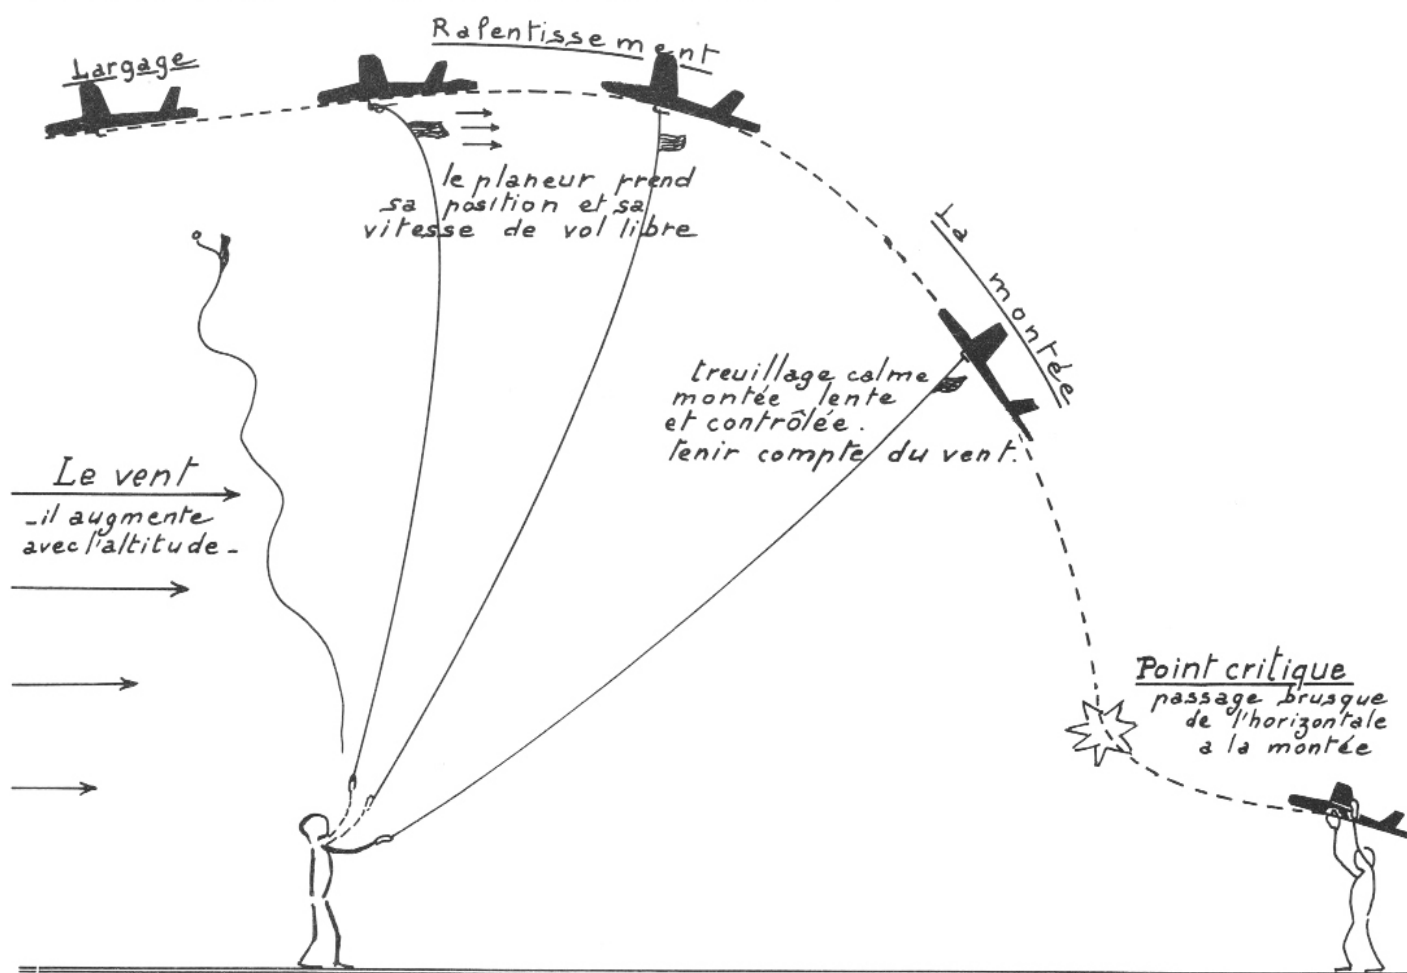 Largage
Ralentissement
le planeur prend
sa position et sa
vitesse de vol libre
La montée
treuillage calme
montée lente
et contrôlée.
tenir compte du vent.
Le vent
-il augmente
avec l'altitude-
Point critique
passage brusque
de l'horizontale
a la montée